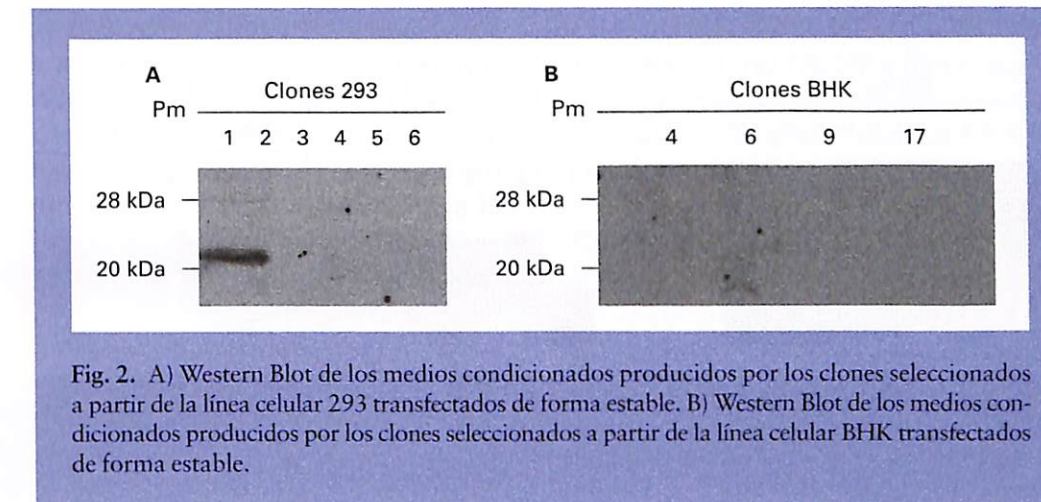 A
Clones 293
Pm
1 2 3 4 5 6
28 kDa
20 kDa
B
Clones BHK
Pm
4 6 9 17
28 kDa
20 kDa
Fig. 2. A) Western Blot de los medios condicionados producidos por los clones seleccionados
a partir de la línea celular 293 transfectados de forma estable. B) Western Blot de los medios con-
dicionados producidos por los clones seleccionados a partir de la línea celular BHK transfectados
de forma estable.